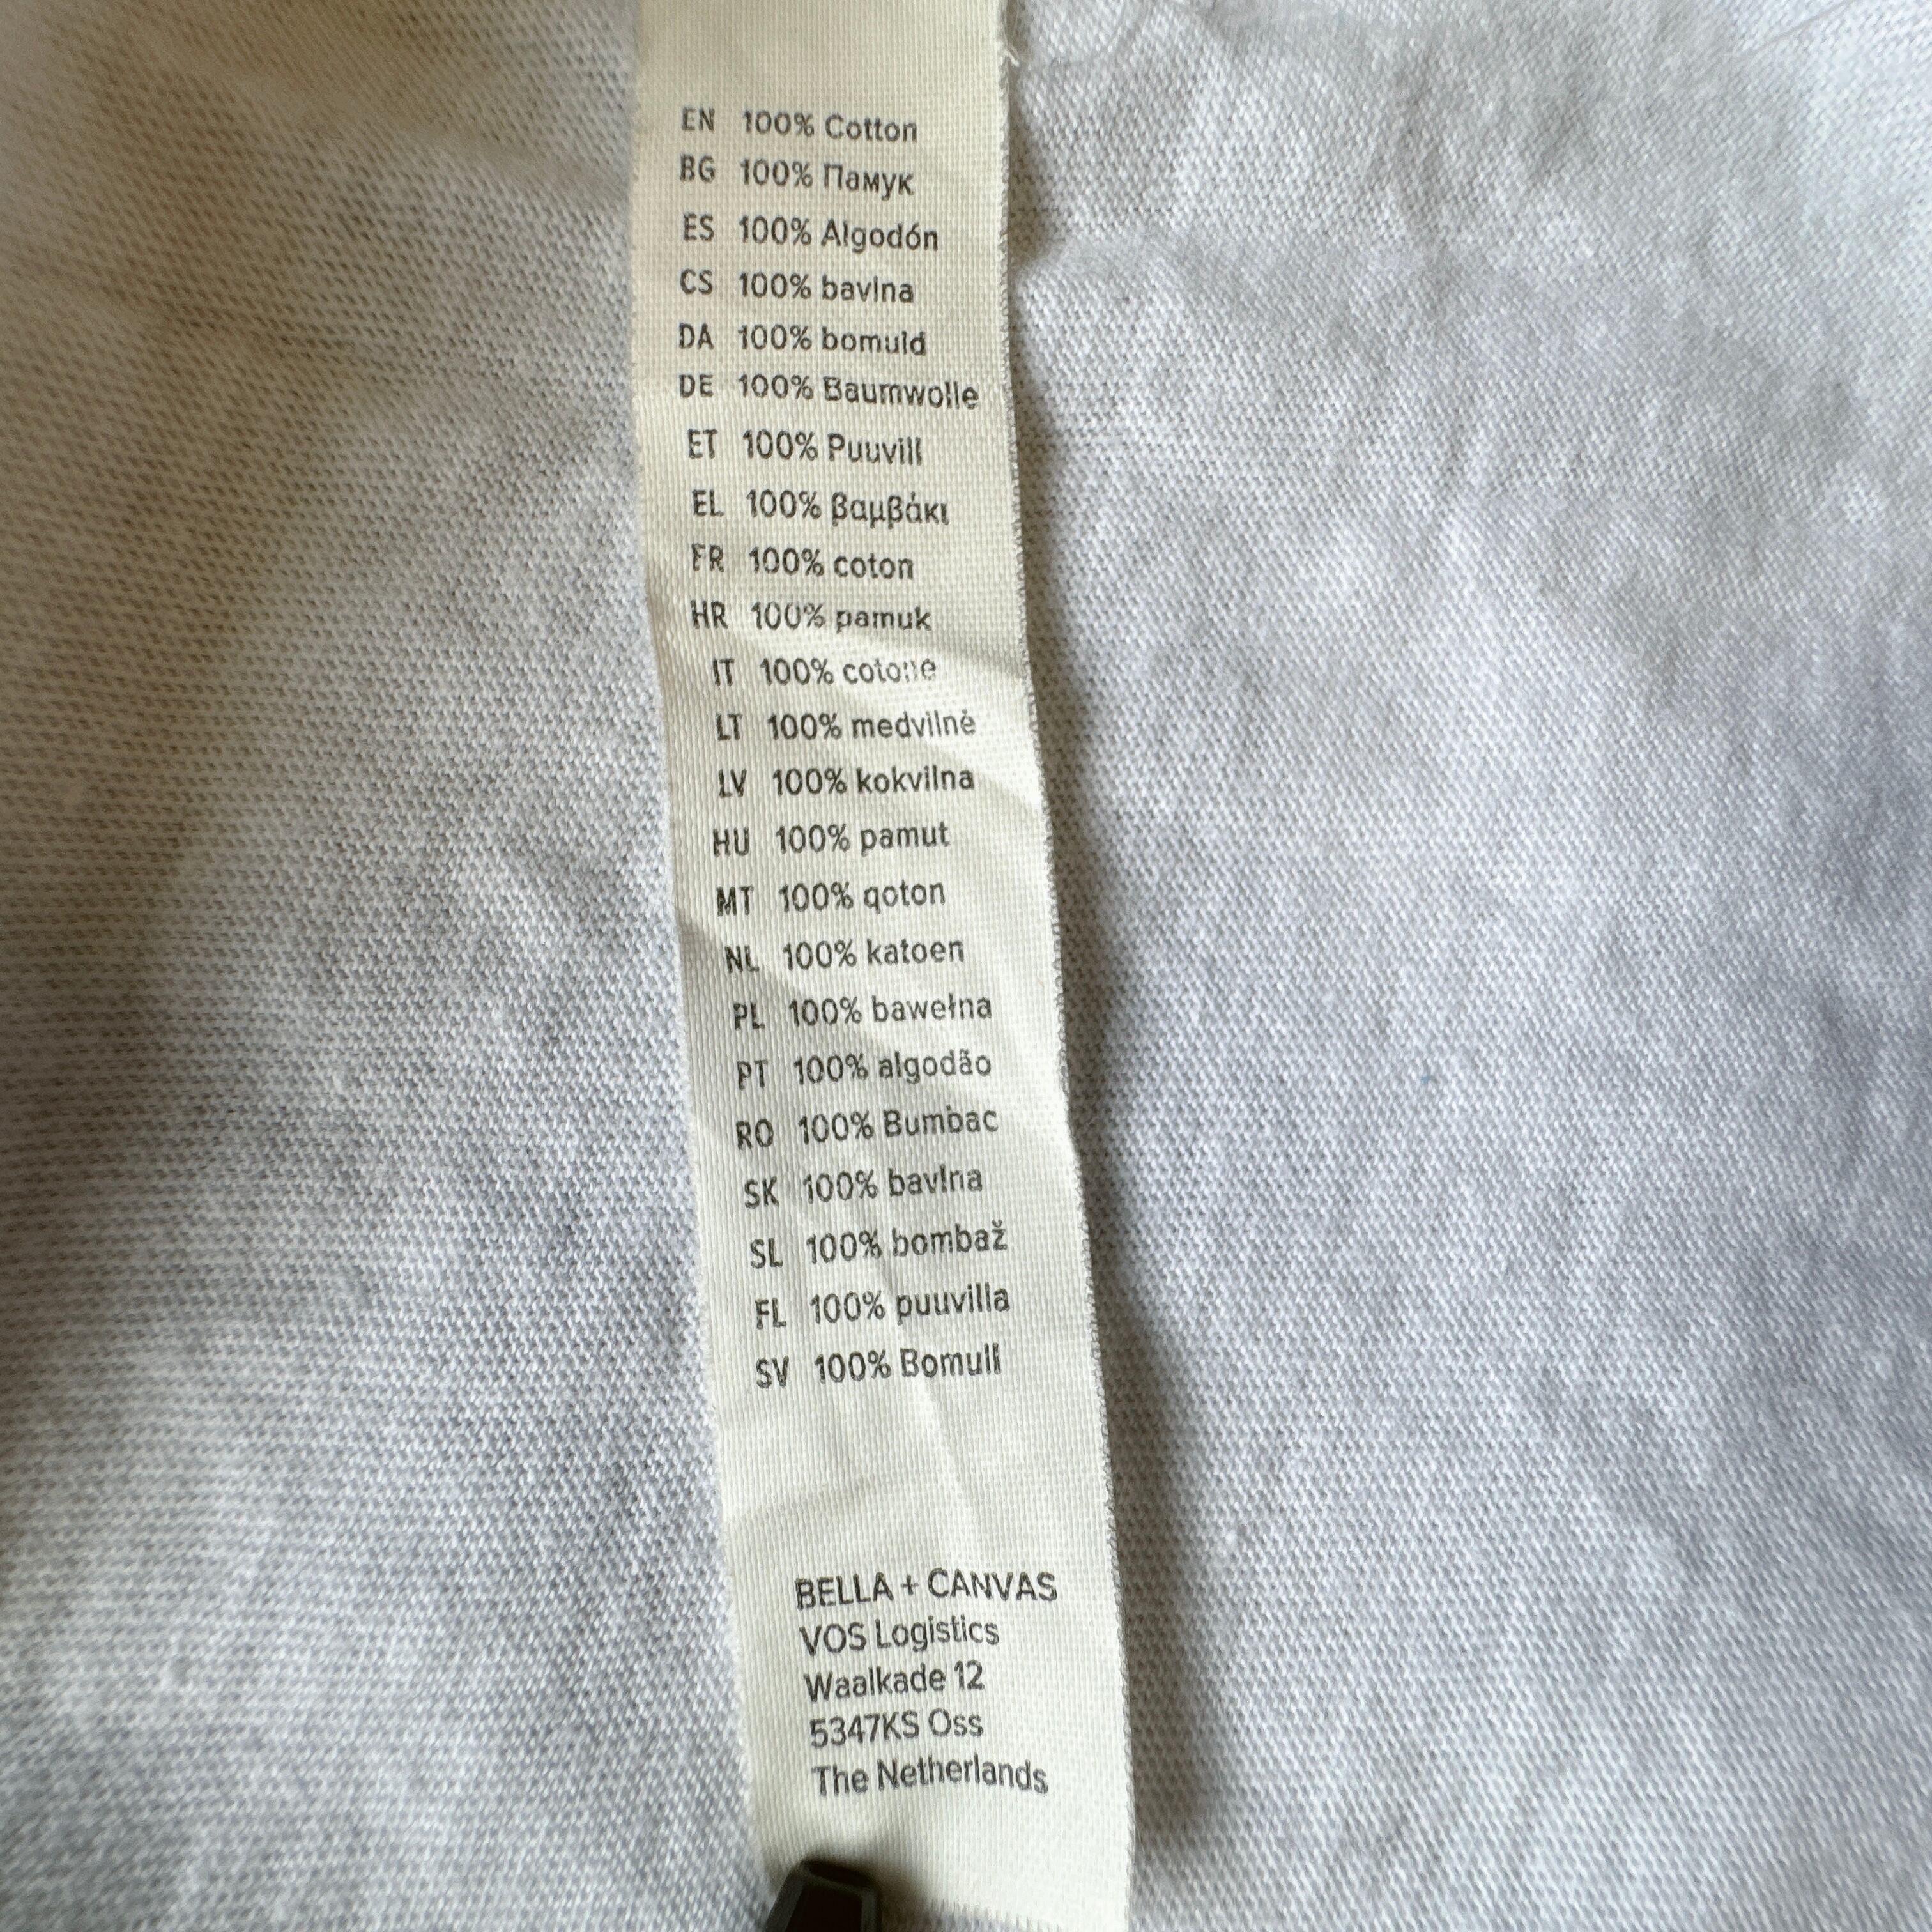 EN 100% Cotton
BG 100% Памук
ES 100% Algodón
CS 100% bavlna
DA 100% bomuld
DE 100% Baumwolle
ET 100% Puuvill
EL 100% βαμβάκι
FR 100% coton
HR 100% pamuk
IT 100% cotone
LT 100% medvilnė
LV 100% kokvilna
HU 100% pamut
MT 100% qoton
NL 100% katoen
PL 100% bawełna
PT 100% algodão
RO 100% Bumbac
SK 100% bavlna
SL 100% bombaž
FL 100% puuvilla
SV 100% Bomull
BELLA + CANVAS
VOS Logistics
Waalkade 12
5347KS Oss
The Netherlands